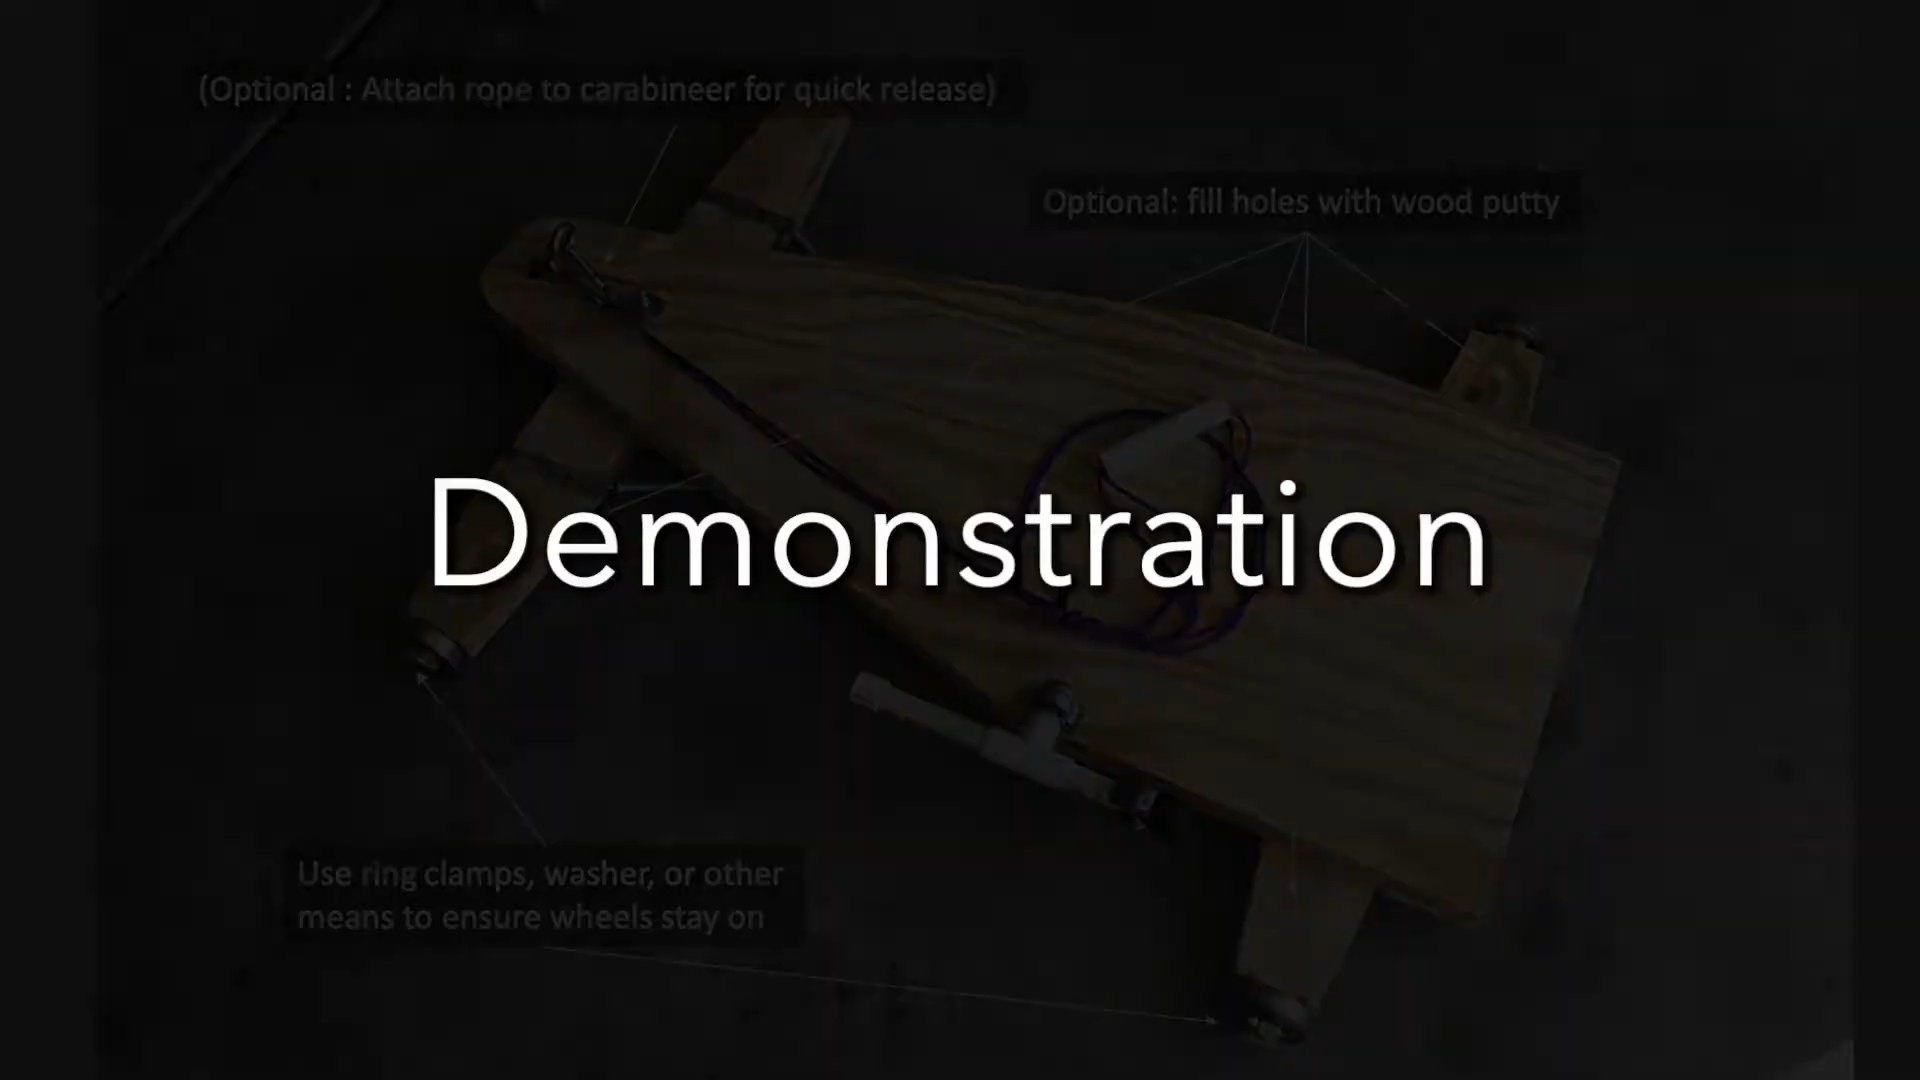 (Optional : Attach rope to carabineer for quick release)
Optional: fill holes with wood putty
Demonstration
Use ring clamps, washer, or other
means to ensure wheels stay on